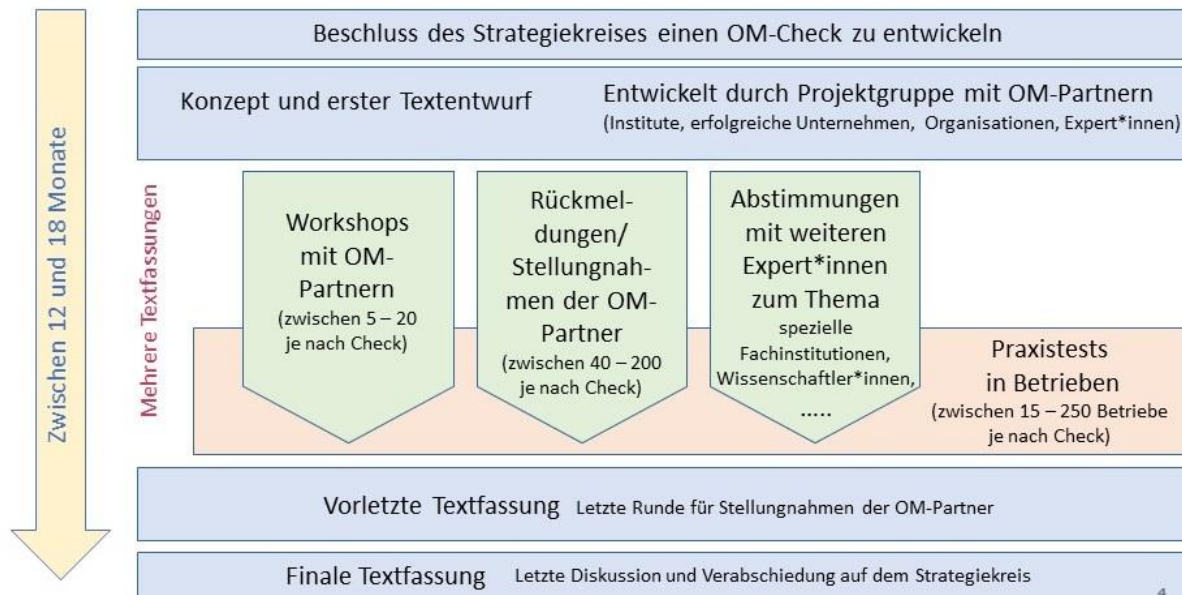 Zwischen 12 und 18 Monate
Beschluss des Strategiekreises einen OM-Check zu entwickeln
Konzept und erster Textentwurf
Entwickelt durch Projektgruppe mit OM-Partnern
(Institute, erfolgreiche Unternehmen, Organisationen, Expert*innen)
Mehrere Textfassungen
Workshops
mit OM-
Partnern
(zwischen 5 – 20
je nach Check)
Rückmel-
dungen/
Stellungnah-
men der OM-
Partner
(zwischen 40 – 200
je nach Check)
Abstimmungen
mit weiteren
Expert*innen
zum Thema
spezielle
Fachinstitutionen,
Wissenschaftler*innen,
.....
Praxistests
in Betrieben
(zwischen 15 – 250 Betriebe
je nach Check)
Vorletzte Textfassung Letzte Runde für Stellungnahmen der OM-Partner
Finale Textfassung Letzte Diskussion und Verabschiedung auf dem Strategiekreis
4